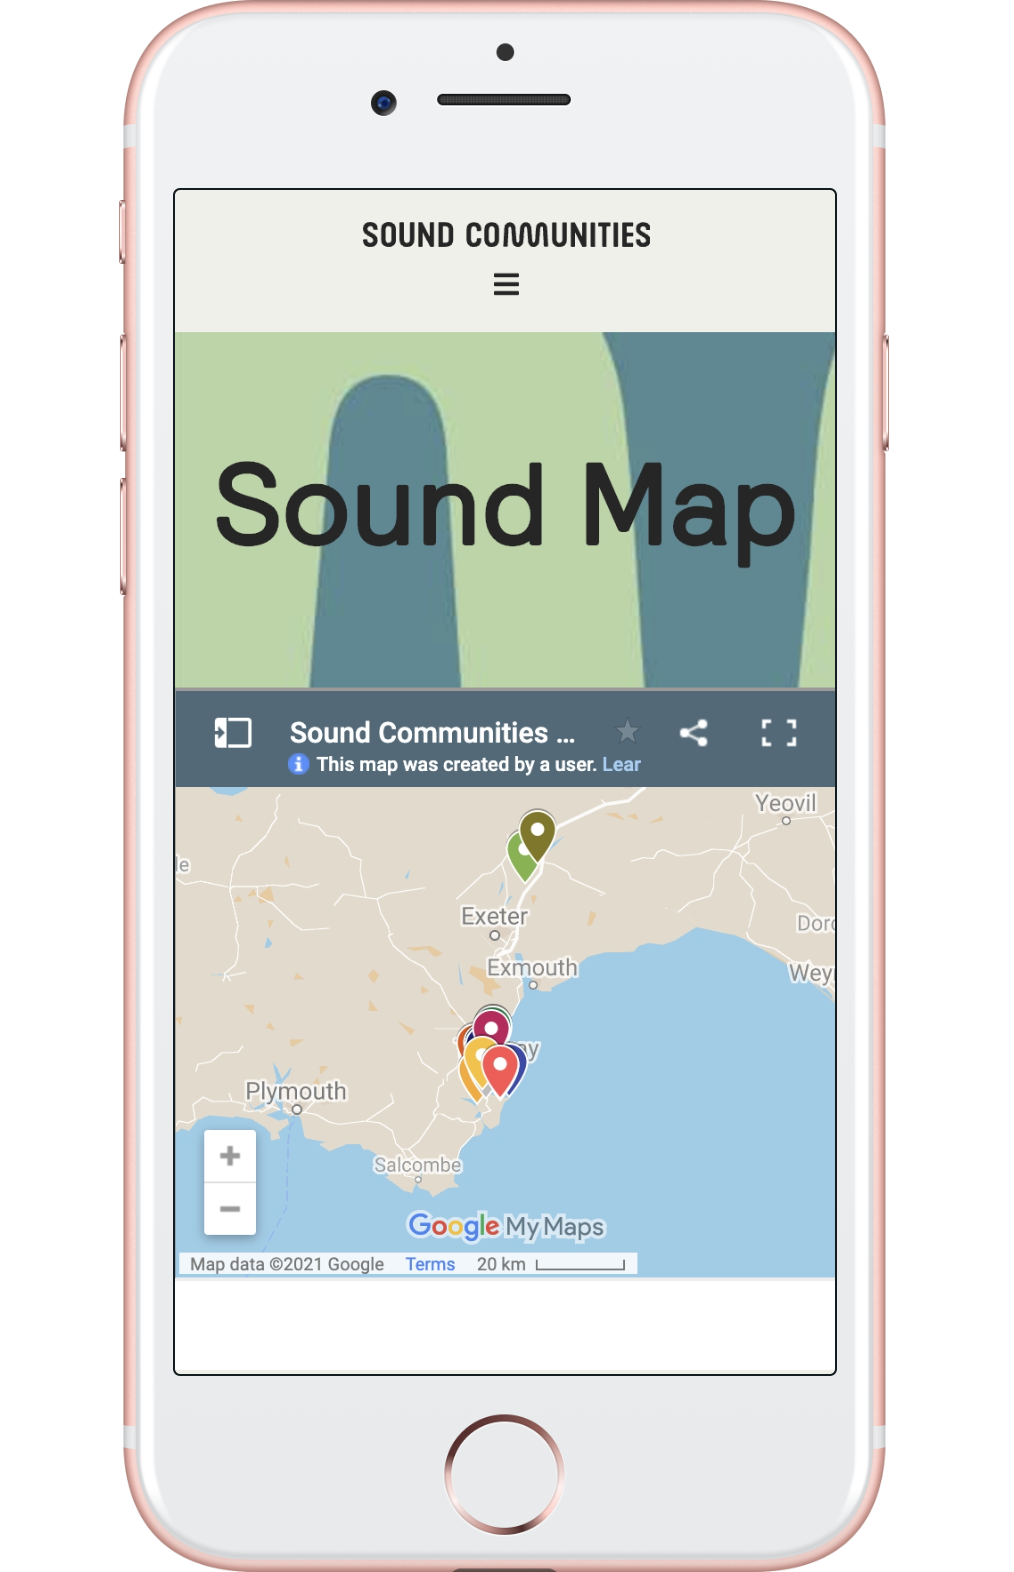 SOUND COMMUNITIES
Sound Map
Sound Communities ...
This map was created by a user. Lear
Yeovil
le
Exeter
Dorc
Exmouth
Wey
ay
Plymouth
+
Salcombe
−
Google My Maps
Map data ©2021 Google Terms 20 km